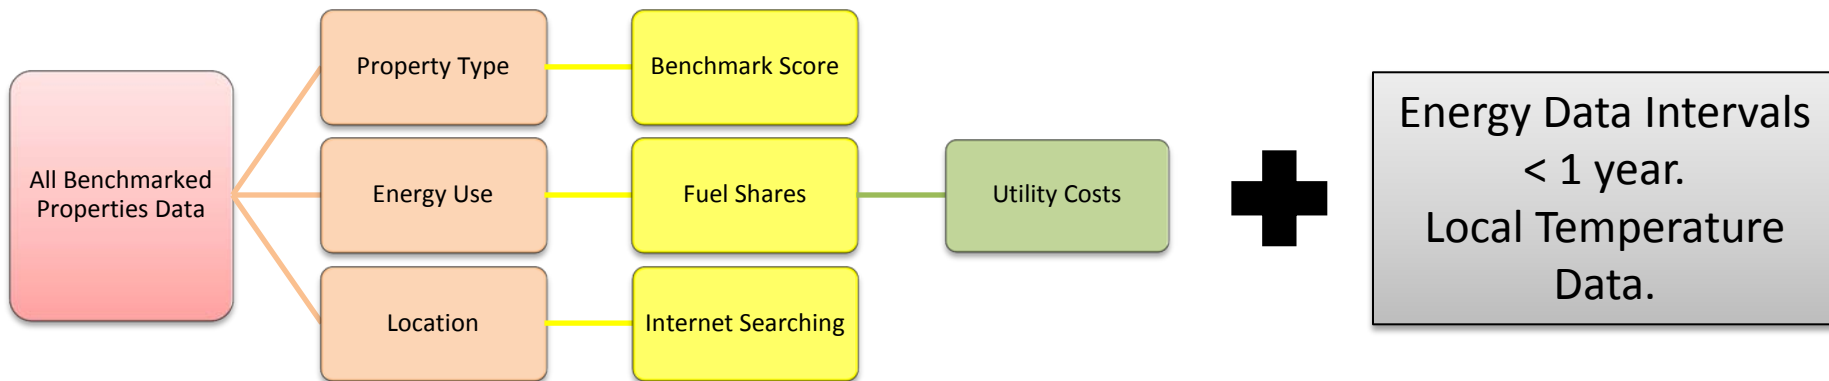 All Benchmarked
Properties Data
Property Type
Energy Use
Location
Benchmark Score
Fuel Shares
Internet Searching
Utility Costs
Energy Data Intervals
< 1 year.
Local Temperature
Data.